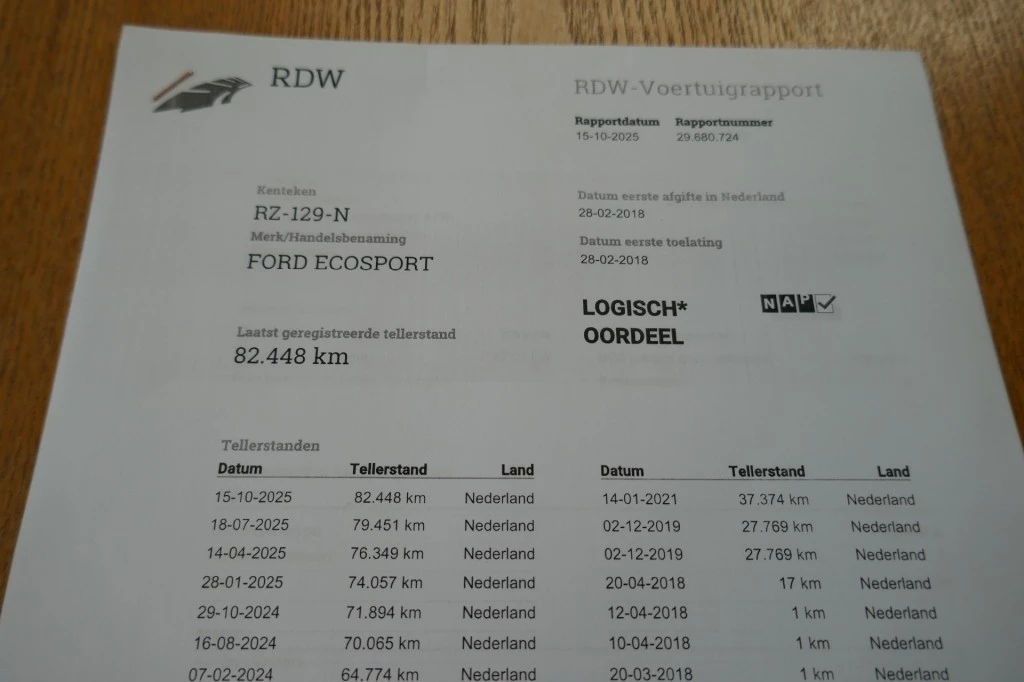 RDW
RDW-Voertuigrapport
Rapportdatum Rapportnummer
15-10-2025 29.680.724
Kenteken
RZ-129-N
Merk/Handelsbenaming
FORD ECOSPORT
Datum eerste afgifte in Nederland
28-02-2018
Datum eerste toelating
28-02-2018
LOGISCH*
OORDEEL
NAP
Laatst geregistreerde tellerstand
82.448 km
Tellerstanden
Datum Tellerstand Land
15-10-2025 82.448 km Nederland
18-07-2025 79.451 km Nederland
14-04-2025 76.349 km Nederland
28-01-2025 74.057 km Nederland
29-10-2024 71.894 km Nederland
16-08-2024 70.065 km Nederland
07-02-2024 64.774 km Nederland
Datum Tellerstand Land
14-01-2021 37.374 km Nederland
02-12-2019 27.769 km Nederland
02-12-2019 27.769 km Nederland
20-04-2018 17 km Nederland
12-04-2018 1 km Nederland
10-04-2018 1 km Nederland
20-03-2018 1 km Nederland